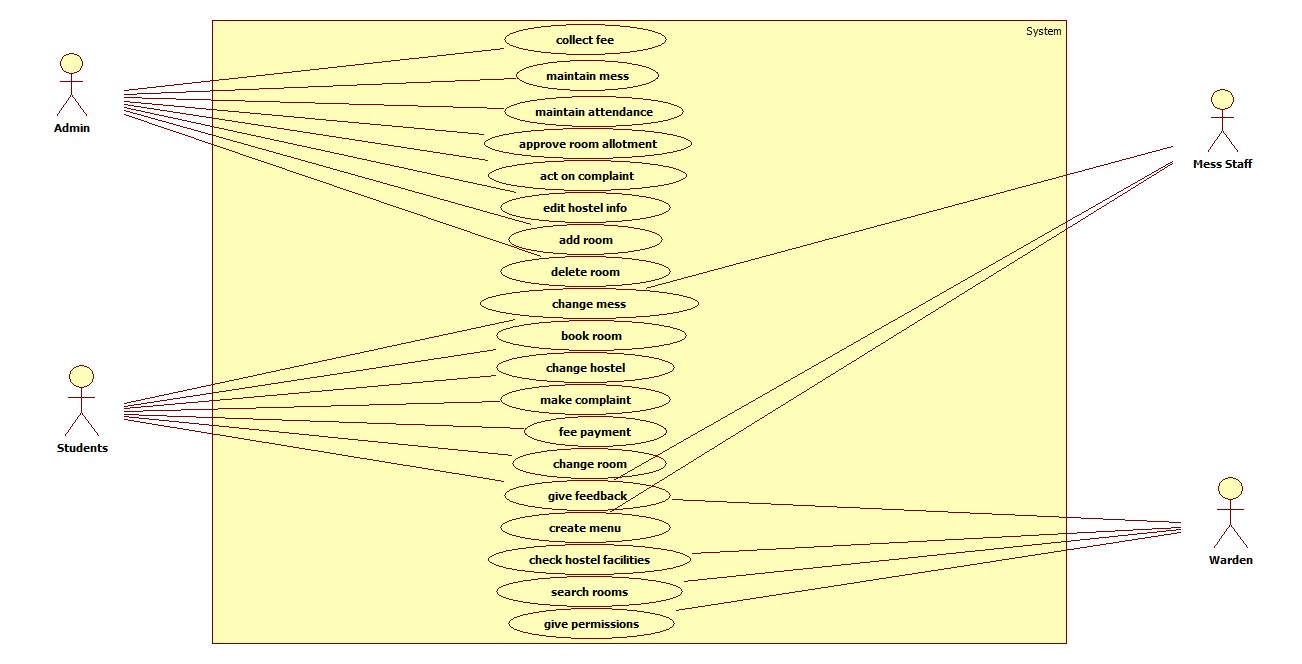 System
collect fee
maintain mess
maintain attendance
approve room allotment
act on complaint
edit hostel info
add room
delete room
change mess
book room
change hostel
make complaint
fee payment
change room
give feedback
create menu
check hostel facilities
search rooms
give permissions
Admin
Students
Mess Staff
Warden